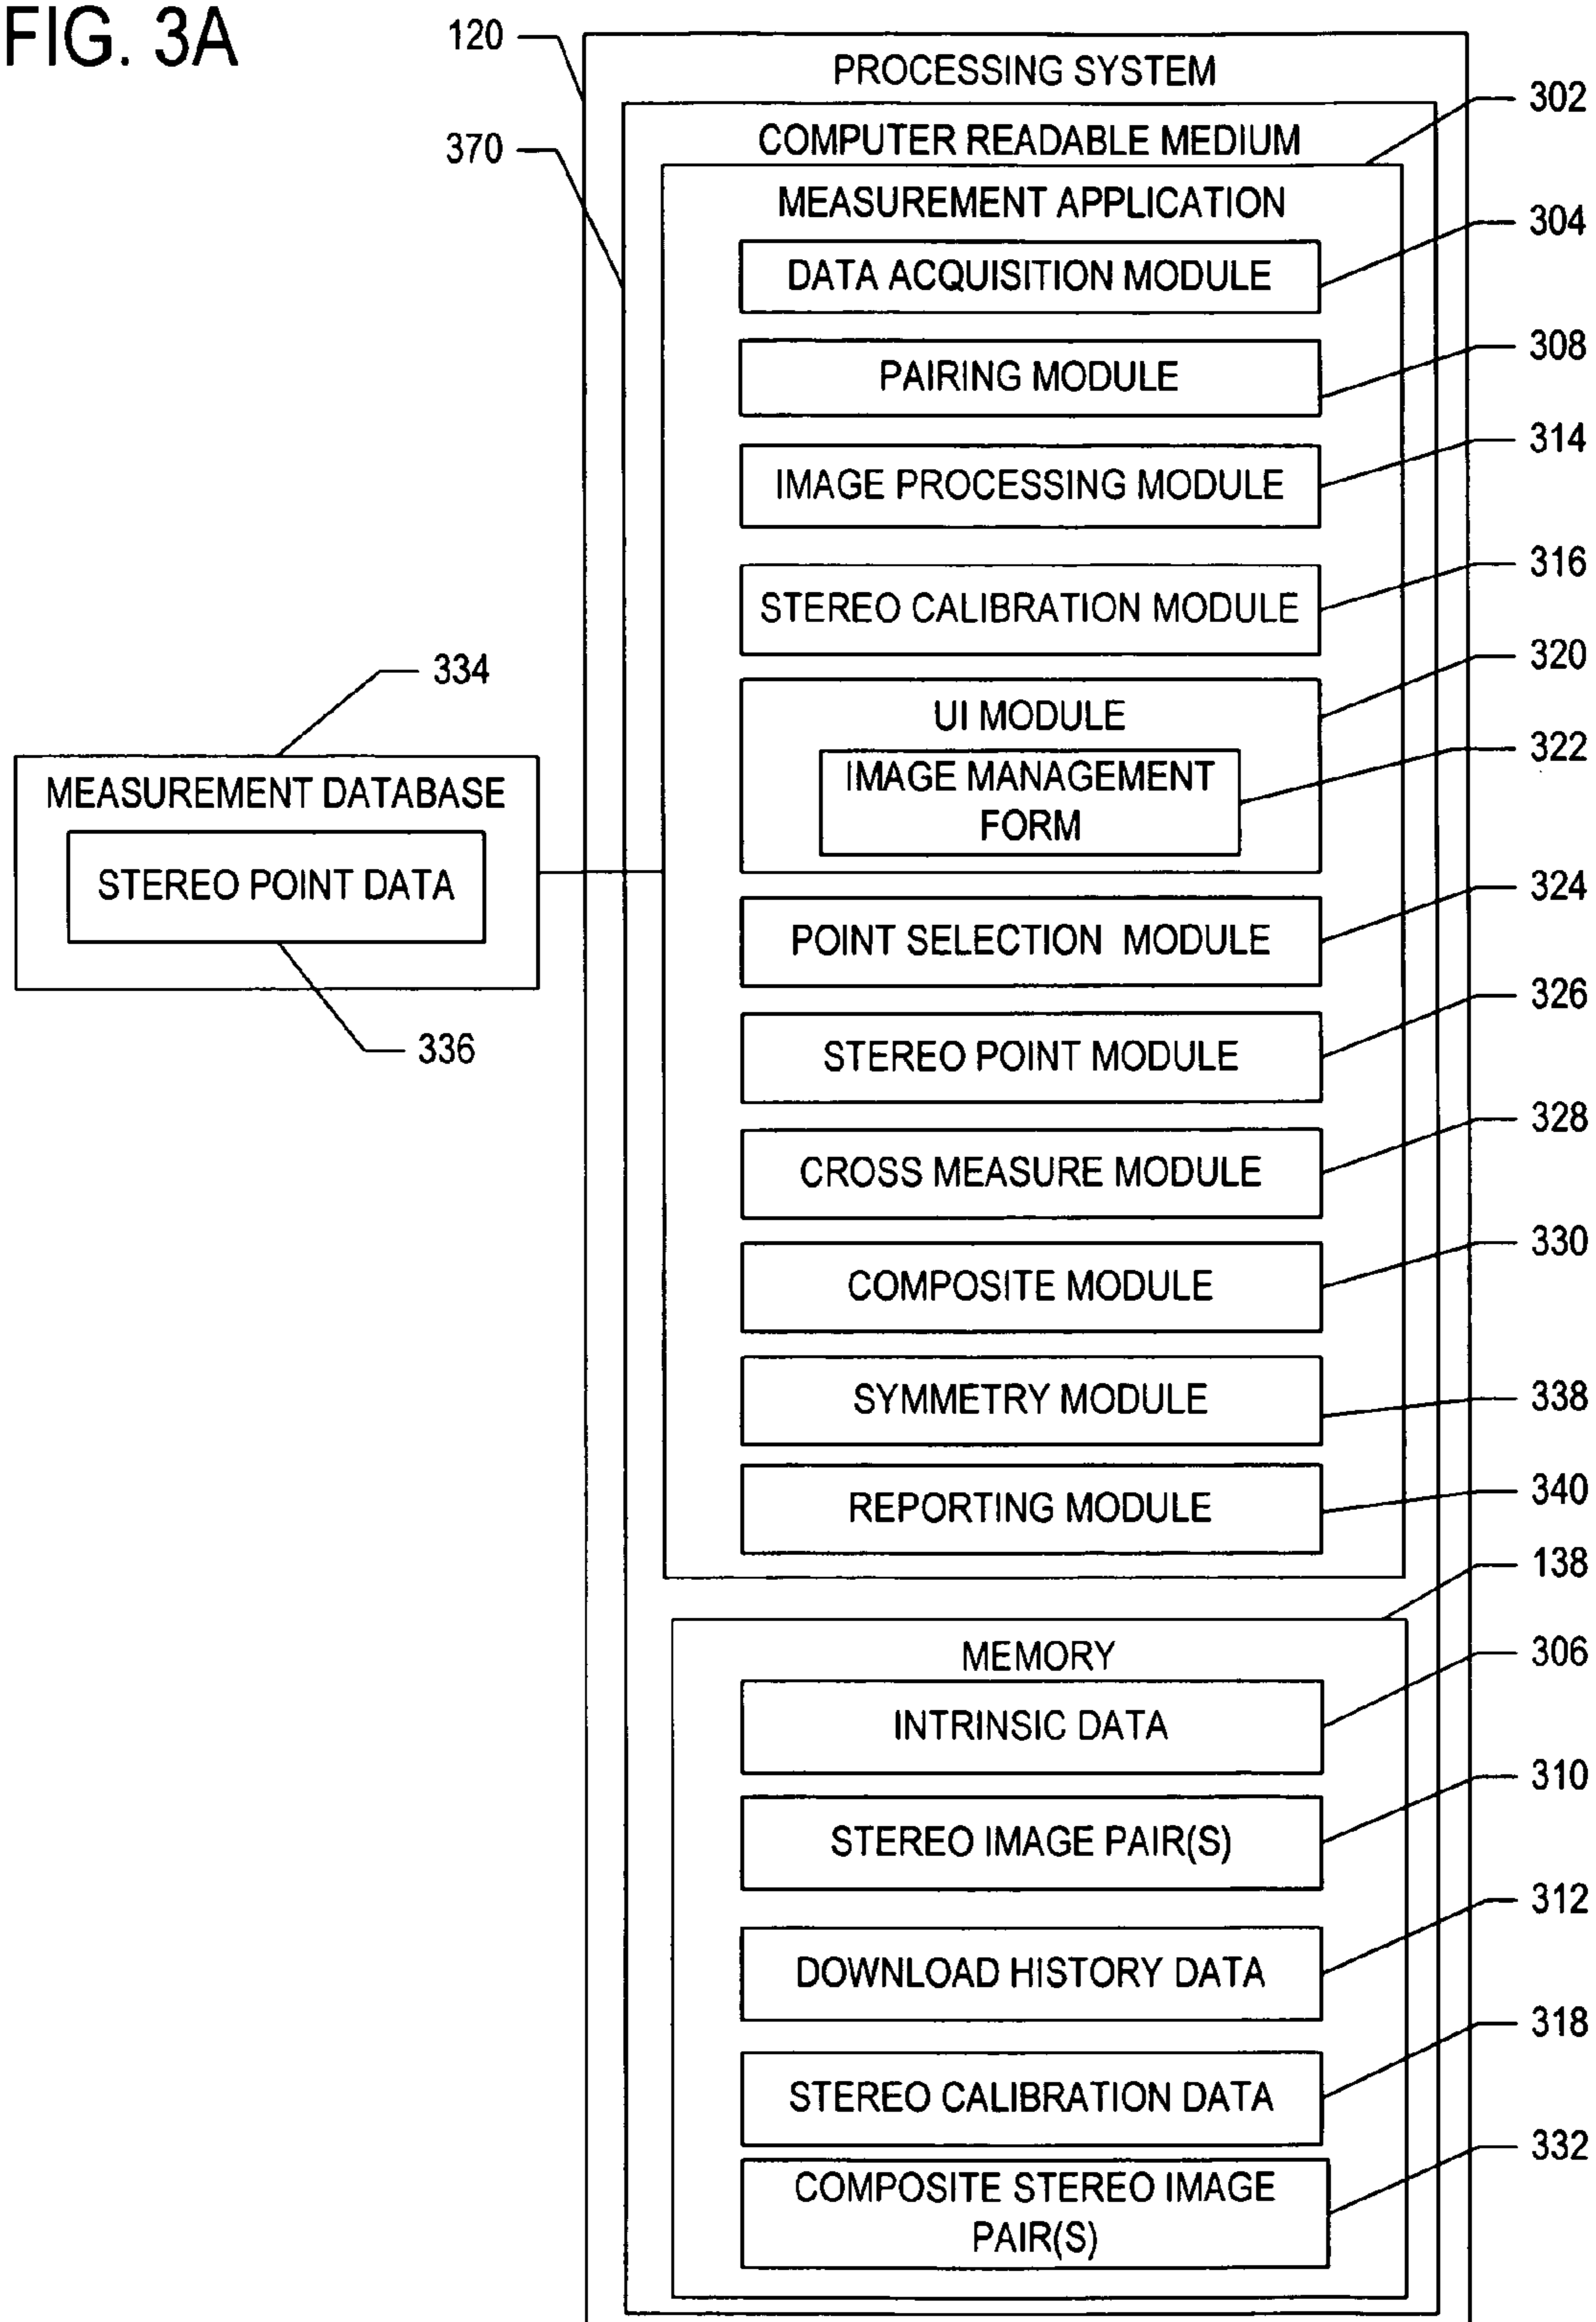 FIG. 3A
120
PROCESSING SYSTEM
302
370
COMPUTER READABLE MEDIUM
MEASUREMENT APPLICATION
304
DATA ACQUISITION MODULE
308
PAIRING MODULE
314
IMAGE PROCESSING MODULE
316
STEREO CALIBRATION MODULE
320
UI MODULE
322
IMAGE MANAGEMENT
FORM
334
MEASUREMENT DATABASE
STEREO POINT DATA
336
324
POINT SELECTION MODULE
326
STEREO POINT MODULE
328
CROSS MEASURE MODULE
330
COMPOSITE MODULE
338
SYMMETRY MODULE
340
REPORTING MODULE
138
MEMORY
306
INTRINSIC DATA
310
STEREO IMAGE PAIR(S)
312
DOWNLOAD HISTORY DATA
318
STEREO CALIBRATION DATA
332
COMPOSITE STEREO IMAGE
PAIR(S)